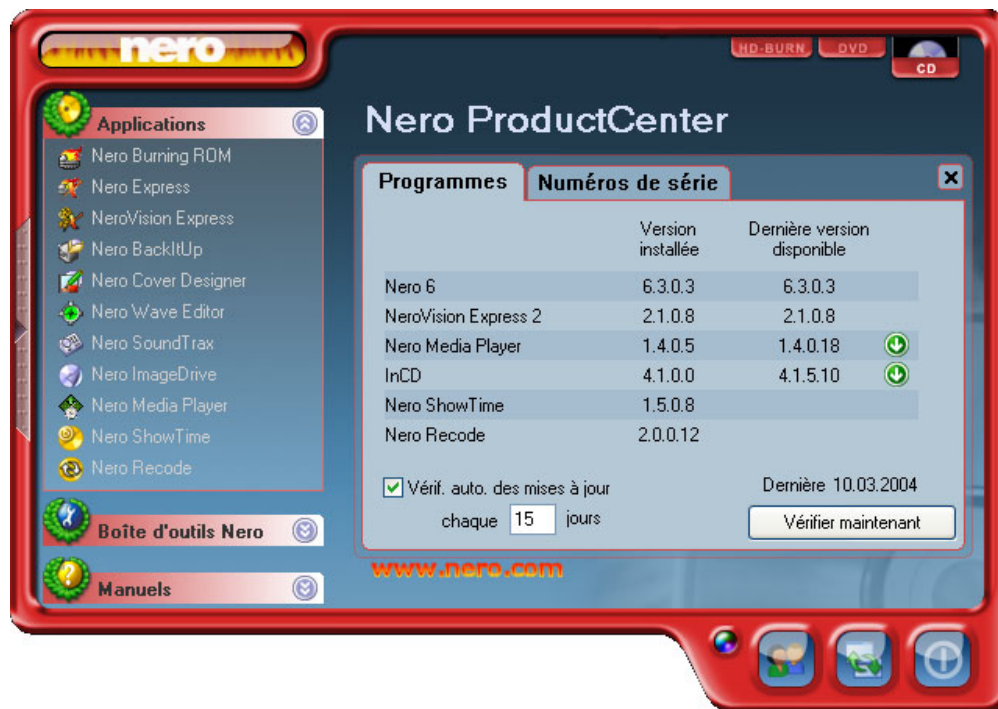 nero
HD-BURN DVD CD
Applications
Nero Burning ROM
Nero Express
NeroVision Express
Nero BackItUp
Nero Cover Designer
Nero Wave Editor
Nero SoundTrax
Nero ImageDrive
Nero Media Player
Nero ShowTime
Nero Recode
Boîte d'outils Nero
Manuels
Nero ProductCenter
Programmes Numéros de série
Version installée Dernière version disponible
Nero 6 6.3.0.3 6.3.0.3
NeroVision Express 2 2.1.0.8 2.1.0.8
Nero Media Player 1.4.0.5 1.4.0.18
InCD 4.1.0.0 4.1.5.10
Nero ShowTime 1.5.0.8
Nero Recode 2.0.0.12
Vérif. auto. des mises à jour Dernière 10.03.2004
chaque 15 jours Vérifier maintenant
www.nero.com